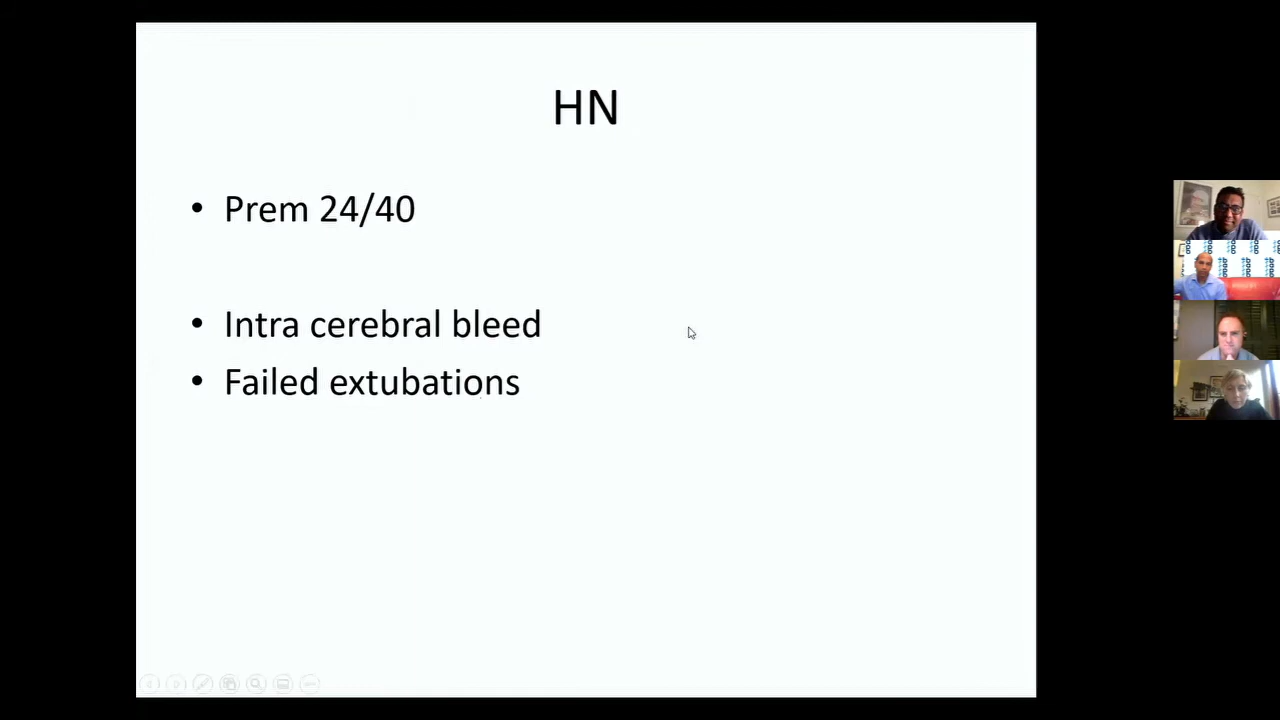 HN
• Prem 24/40
• Intra cerebral bleed
• Failed extubations